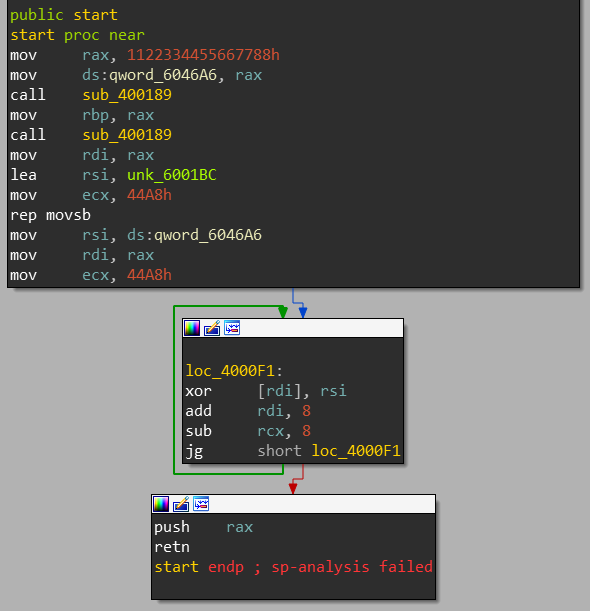 public start
start proc near
mov rax, 1122334455667788h
mov ds:qword_6046A6, rax
call sub_400189
mov rbp, rax
call sub_400189
mov rdi, rax
lea rsi, unk_6001BC
mov ecx, 44A8h
rep movsb
mov rsi, ds:qword_6046A6
mov rdi, rax
mov ecx, 44A8h
loc_4000F1:
xor [rdi], rsi
add rdi, 8
sub rcx, 8
jg short loc_4000F1
push rax
retn
start endp ; sp-analysis failed